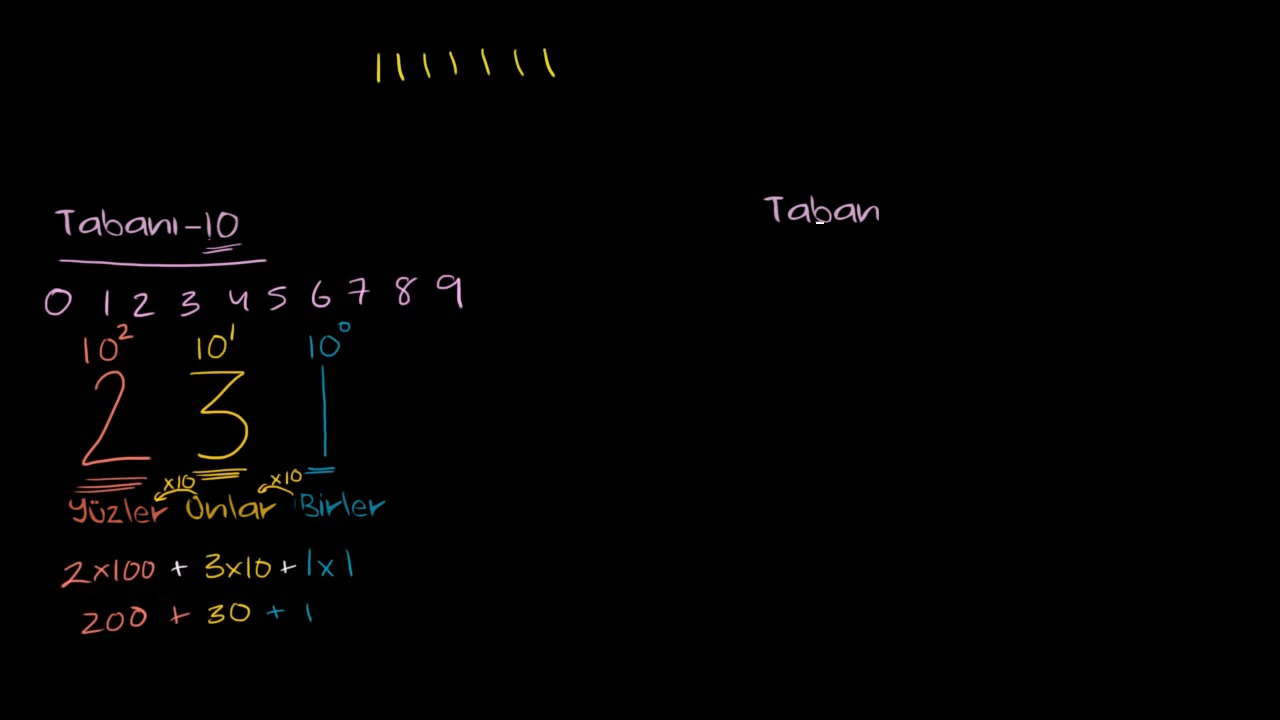 | | | | | | |
Taban
Tabanı-10
0 1 2 3 4 5 6 7 8 9
10² 10¹ 10⁰
2 3 1
x10 x10
Yüzler Onlar Birler
2x100 + 3x10 + 1x1
200 + 30 + 1